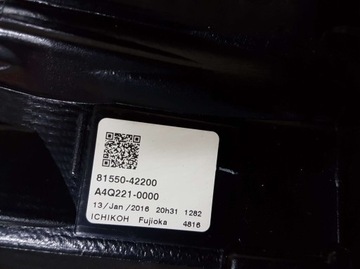 81550-42200
A4Q221-0000
13/Jan/2016 20h31 1282
ICHIKOH Fujioka 4816